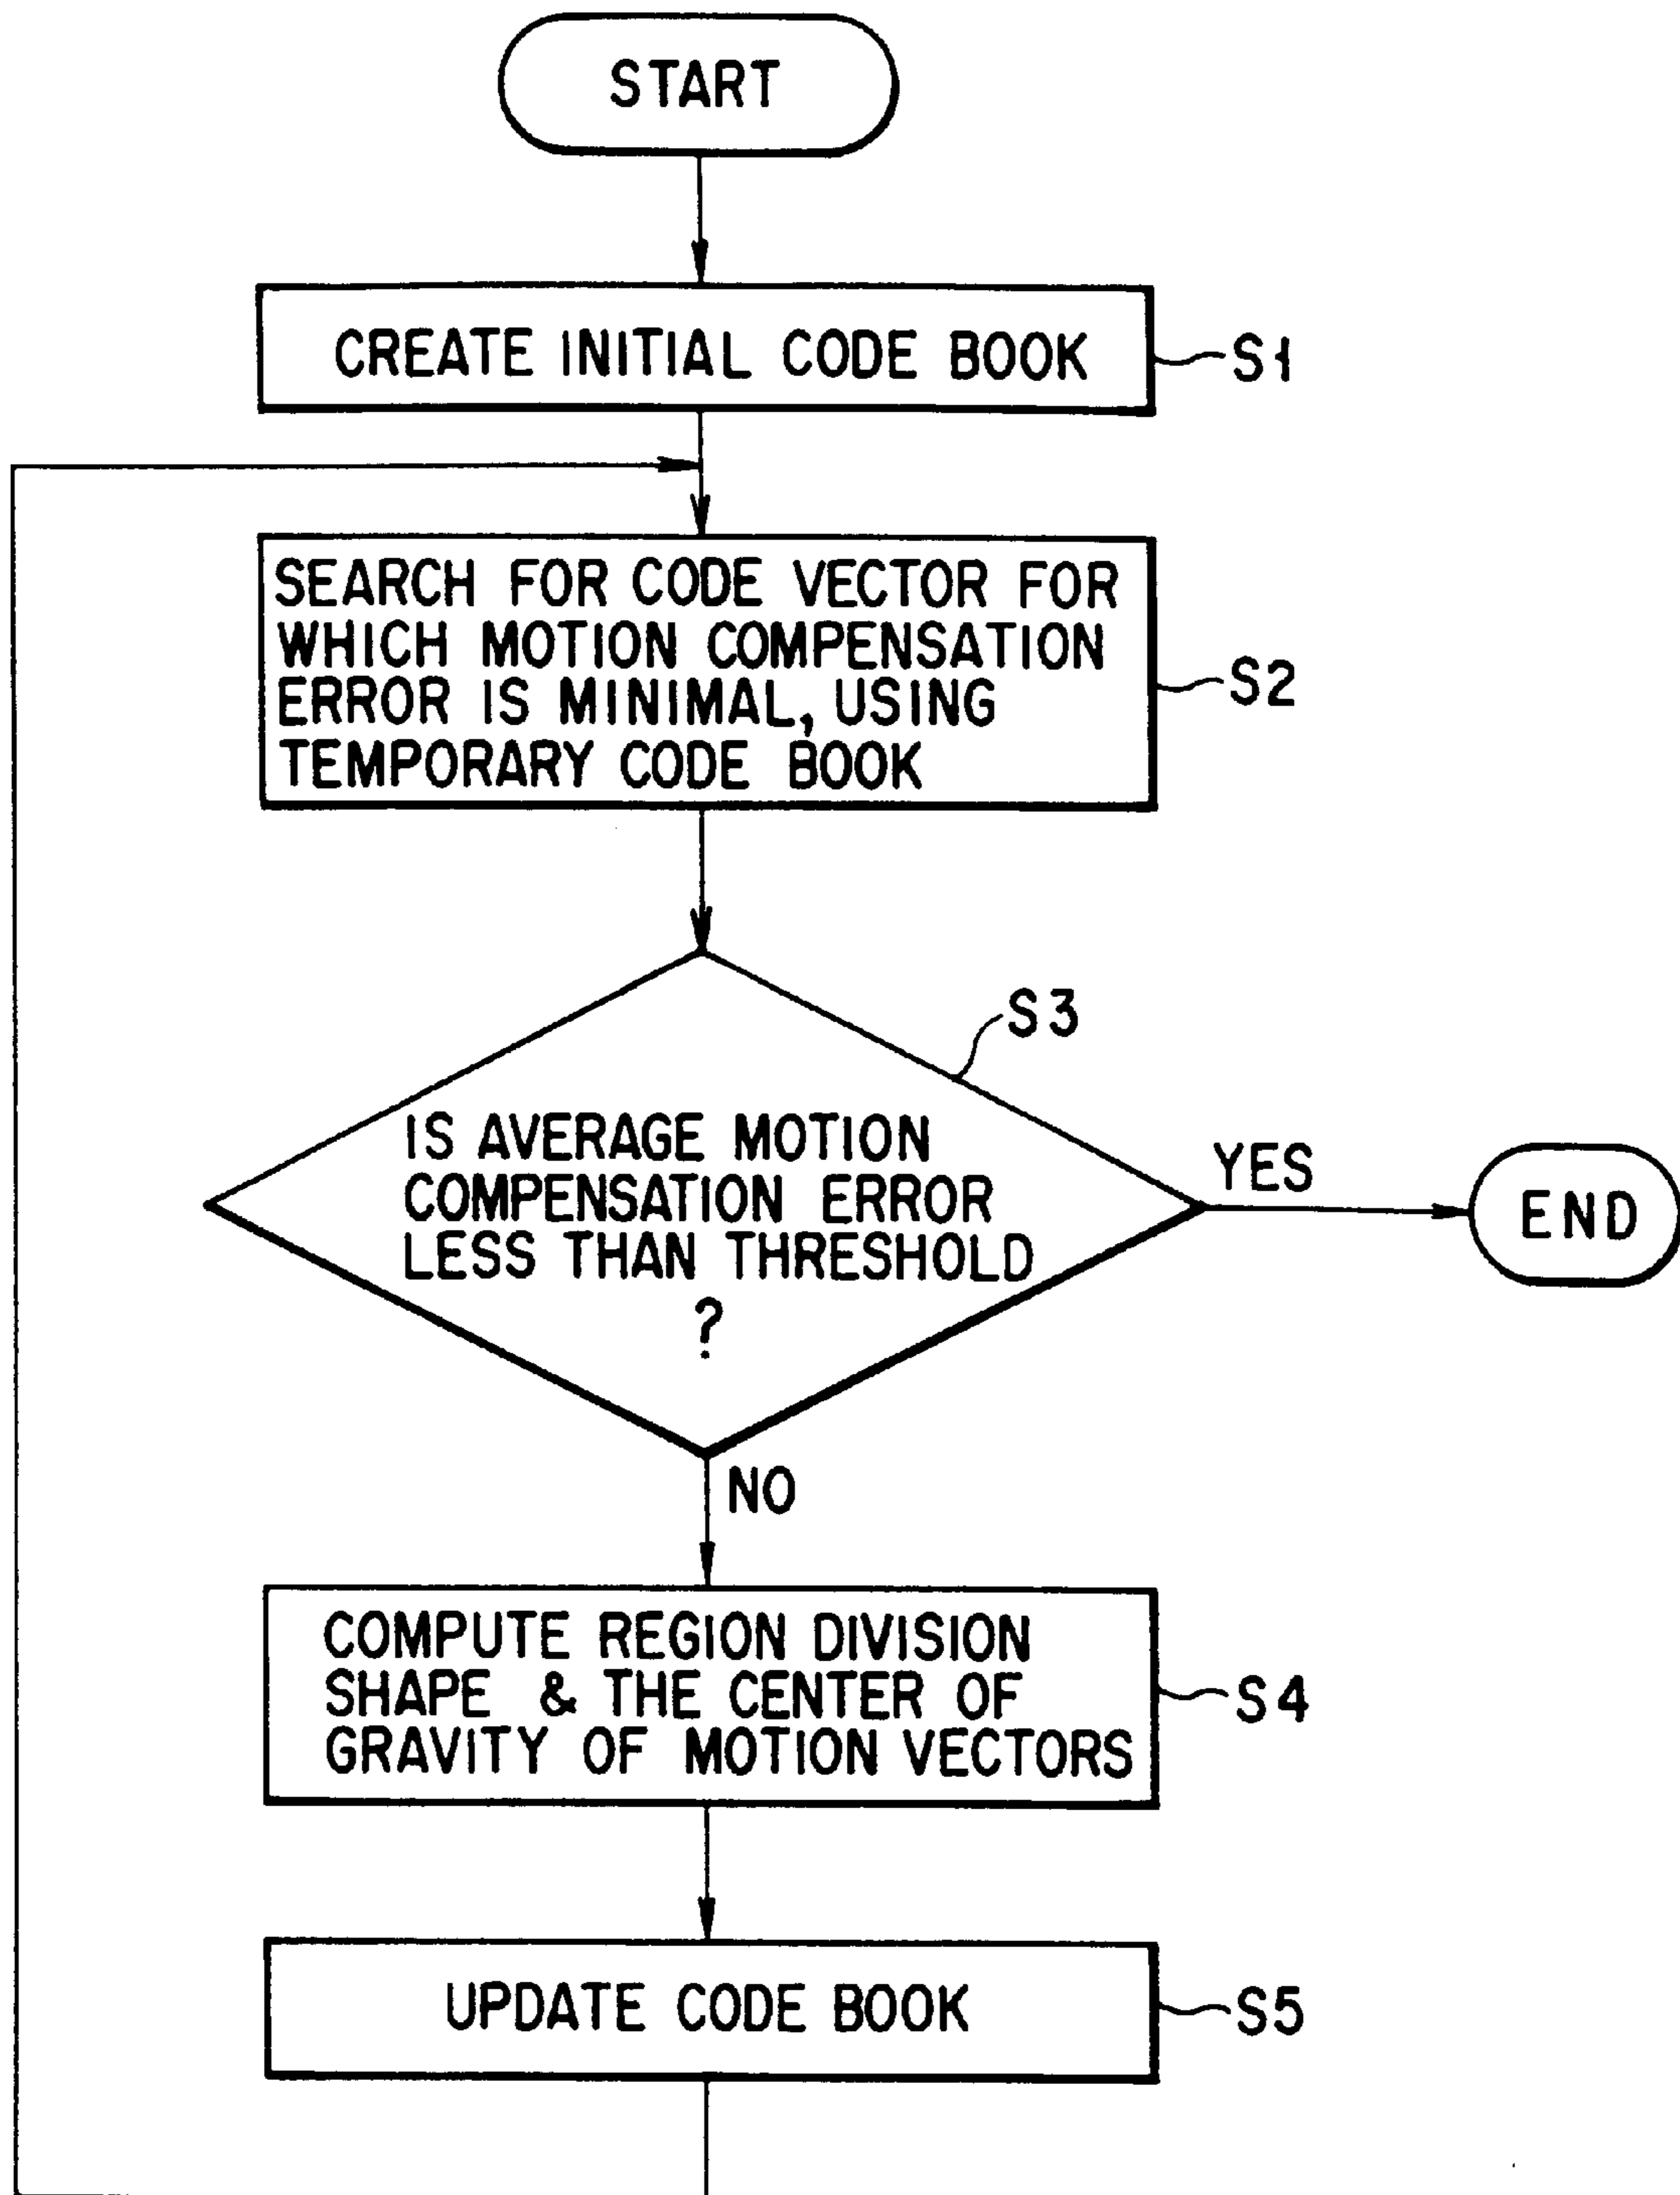 START
CREATE INITIAL CODE BOOK
S1
SEARCH FOR CODE VECTOR FOR
WHICH MOTION COMPENSATION
ERROR IS MINIMAL, USING
TEMPORARY CODE BOOK
S2
S3
IS AVERAGE MOTION
COMPENSATION ERROR
LESS THAN THRESHOLD
?
YES
END
NO
COMPUTE REGION DIVISION
SHAPE & THE CENTER OF
GRAVITY OF MOTION VECTORS
S4
UPDATE CODE BOOK
S5